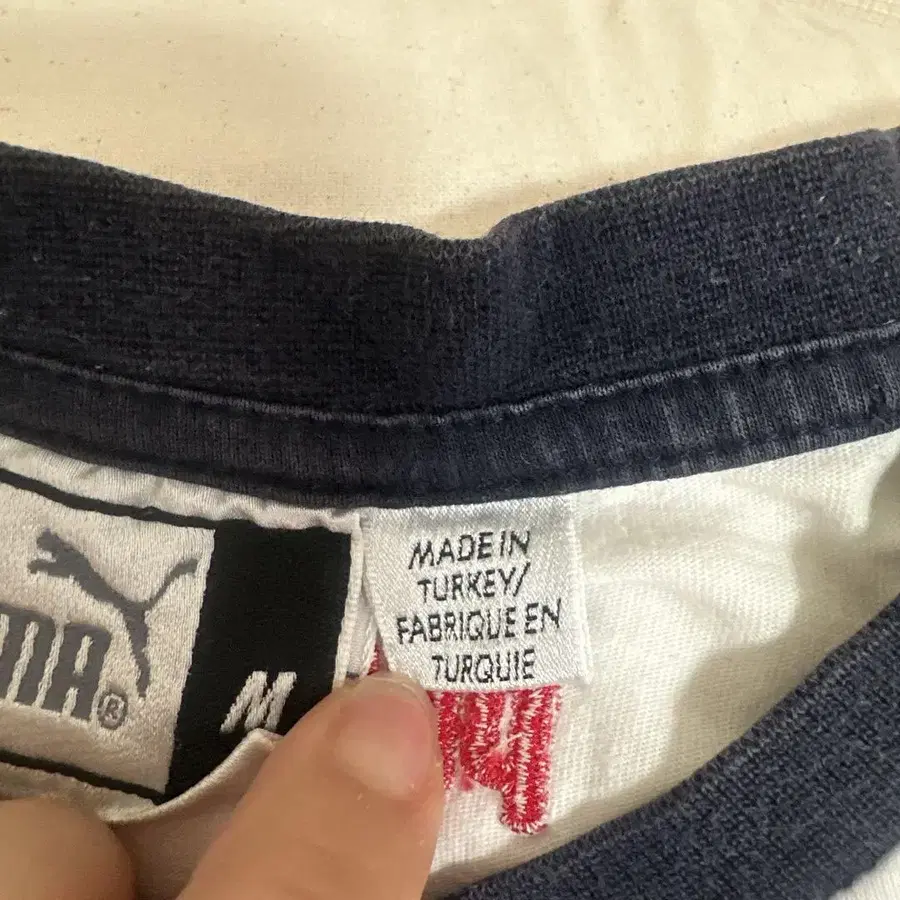 MADE IN
TURKEY/
FABRIQUE EN
TURQUIE
M
®